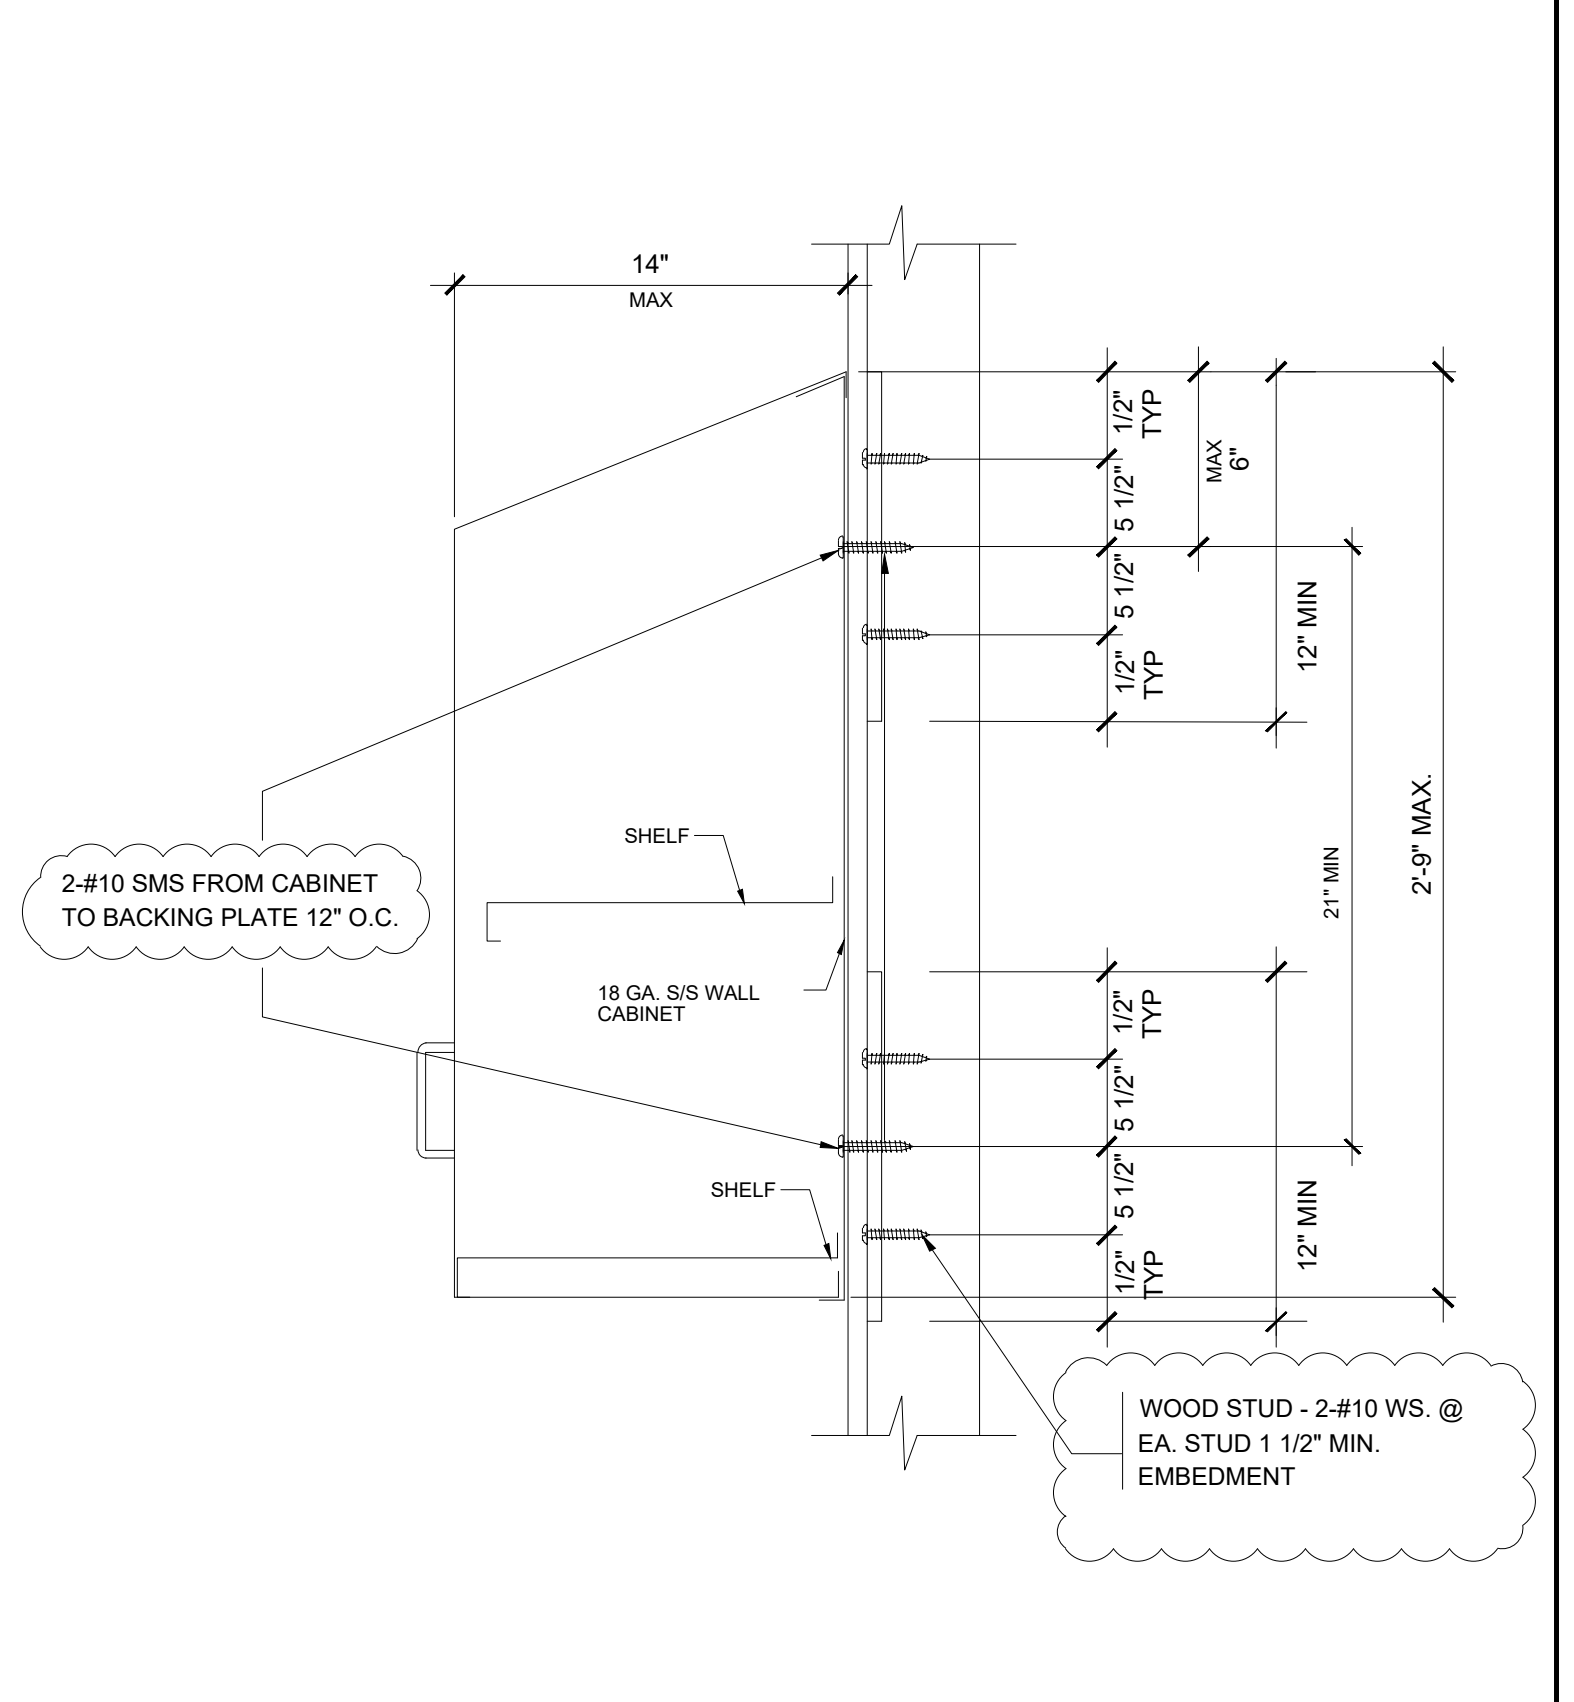 14"
MAX
1/2"
TYP
5 1/2"
5 1/2"
1/2"
TYP
MAX
6"
12" MIN
21" MIN
2'-9" MAX.
SHELF
2-#10 SMS FROM CABINET
TO BACKING PLATE 12" O.C.
18 GA. S/S WALL
CABINET
SHELF
1/2"
TYP
5 1/2"
5 1/2"
1/2"
TYP
12" MIN
WOOD STUD - 2-#10 WS. @
EA. STUD 1 1/2" MIN.
EMBEDMENT